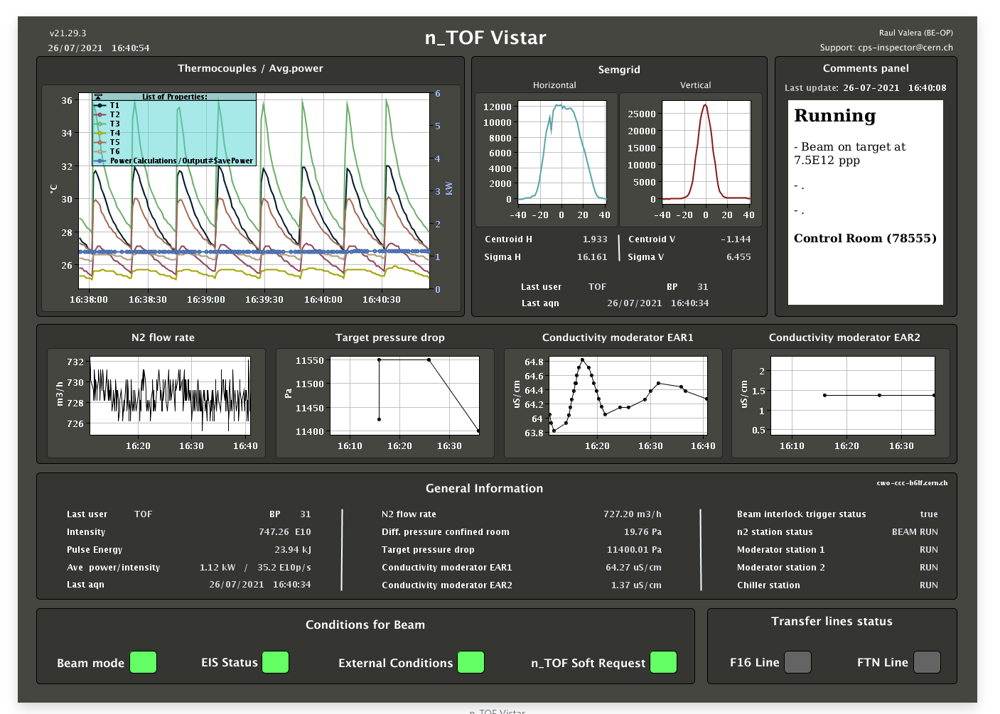 v21.29.3
26/07/2021 16:40:54
n_TOF Vistar
Raul Valera (BE-OP)
Support: cps-inspector@cern.ch
Thermocouples / Avg.power
List of Properties:
T1
T2
T3
T4
T5
T6
PowerCalculations/Output#$avePower
36
34
32
30
28
26
°C
6
5
4
3
2
1
0
kW
16:38:00 16:38:30 16:39:00 16:39:30 16:40:00 16:40:30
Semgrid
Horizontal
12000
10000
8000
6000
4000
2000
0
-40 -20 0 20 40
Vertical
25000
20000
15000
10000
5000
0
-40 -20 0 20 40
Centroid H 1.933
Sigma H 16.161
Centroid V -1.144
Sigma V 6.455
Last user TOF BP 31
Last aqn 26/07/2021 16:40:34
Comments panel
Last update: 26-07-2021 16:40:08
Running
- Beam on target at
7.5E12 ppp
- .
- .
Control Room (78555)
N2 flow rate
732
730
728
726
m3/h
16:20 16:30 16:40
Target pressure drop
11550
11500
11450
11400
Pa
16:10 16:20 16:30
Conductivity moderator EAR1
64.8
64.6
64.4
64.2
64
63.8
uS/cm
16:20 16:30 16:40
Conductivity moderator EAR2
2
1.5
1
0.5
uS/cm
16:10 16:20 16:30
General Information
cwo-ccc-b6lf.cern.ch
Last user TOF BP 31
Intensity 747.26 E10
Pulse Energy 23.94 kJ
Ave power/intensity 1.12 kW / 35.2 E10p/s
Last aqn 26/07/2021 16:40:34
N2 flow rate 727.20 m3/h
Diff. pressure confined room 19.76 Pa
Target pressure drop 11400.01 Pa
Conductivity moderator EAR1 64.27 uS/cm
Conductivity moderator EAR2 1.37 uS/cm
Beam interlock trigger status true
n2 station status BEAM RUN
Moderator station 1 RUN
Moderator station 2 RUN
Chiller station RUN
Conditions for Beam
Beam mode
EIS Status
External Conditions
n_TOF Soft Request
Transfer lines status
F16 Line
FTN Line
n_TOF Vistar